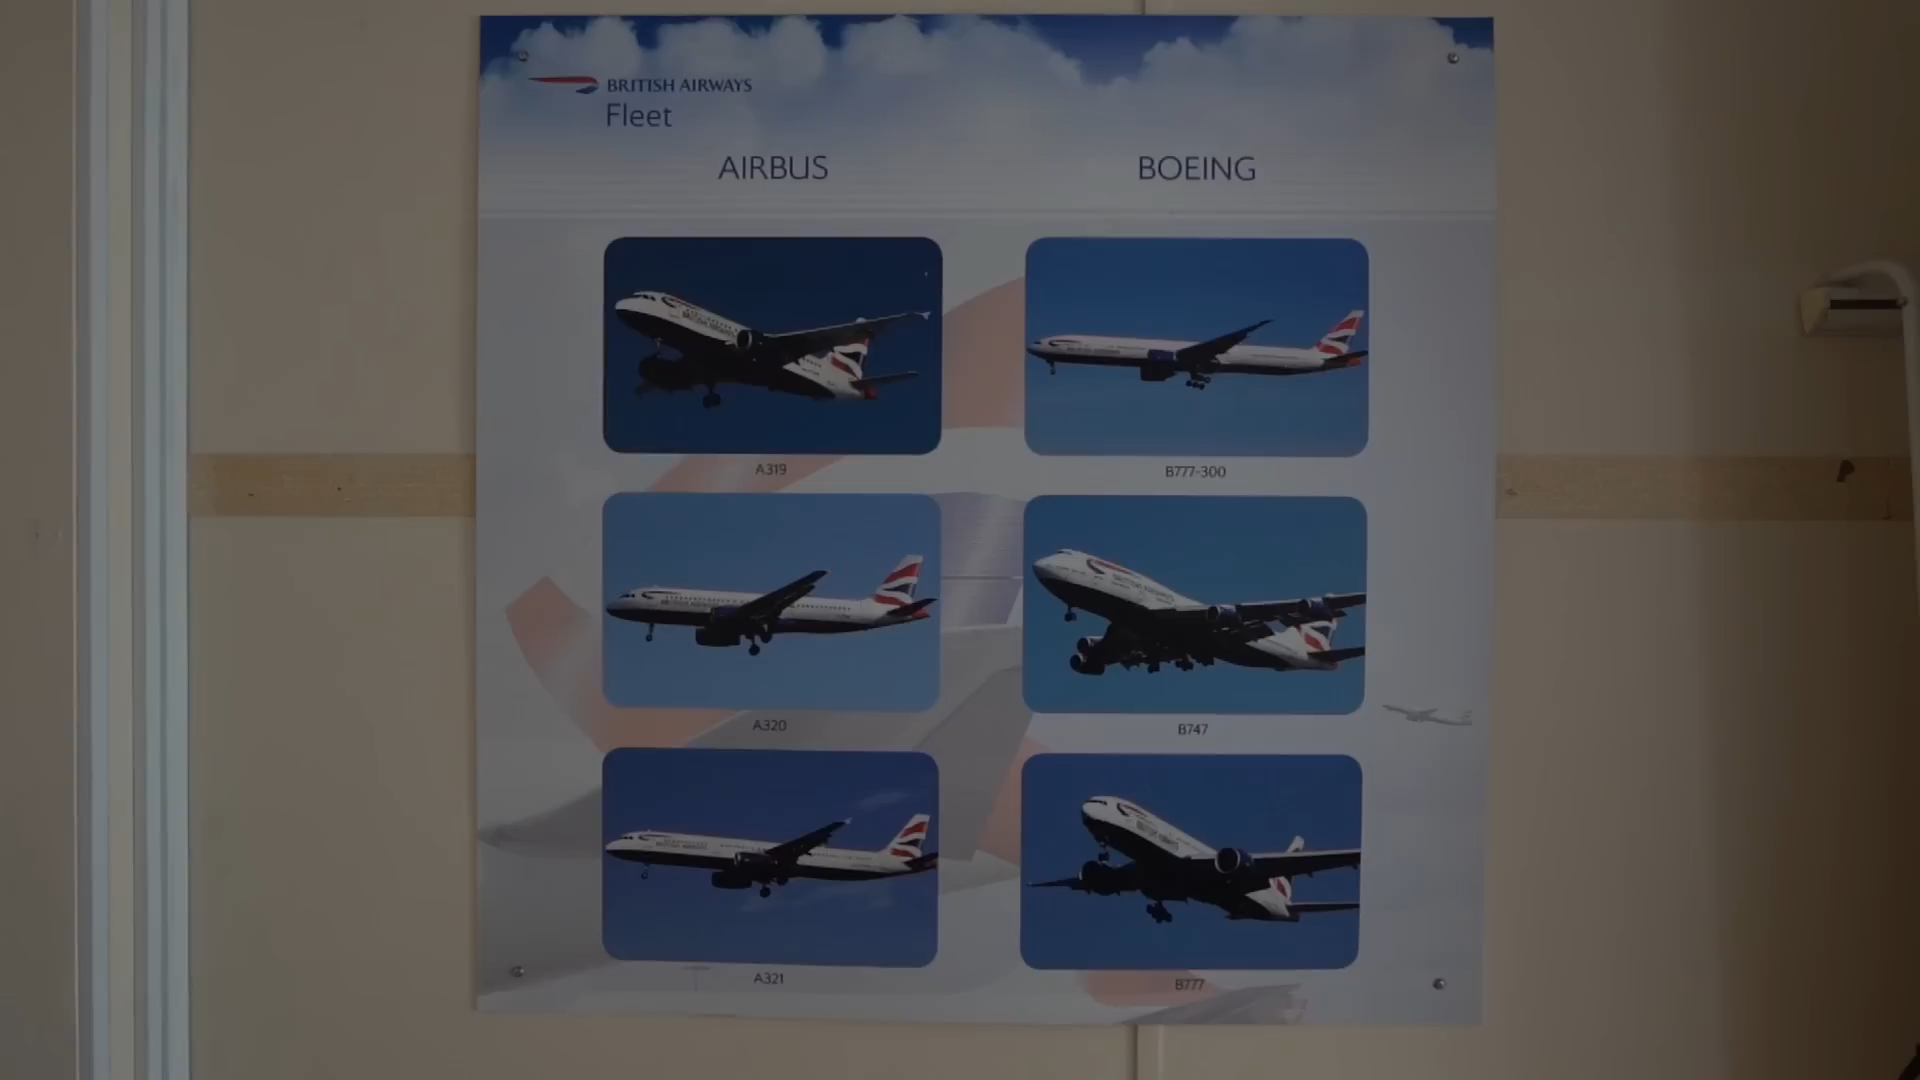 BRITISH AIRWAYS
Fleet
AIRBUS
BOEING
A319
B777-300
A320
B747
A321
B777